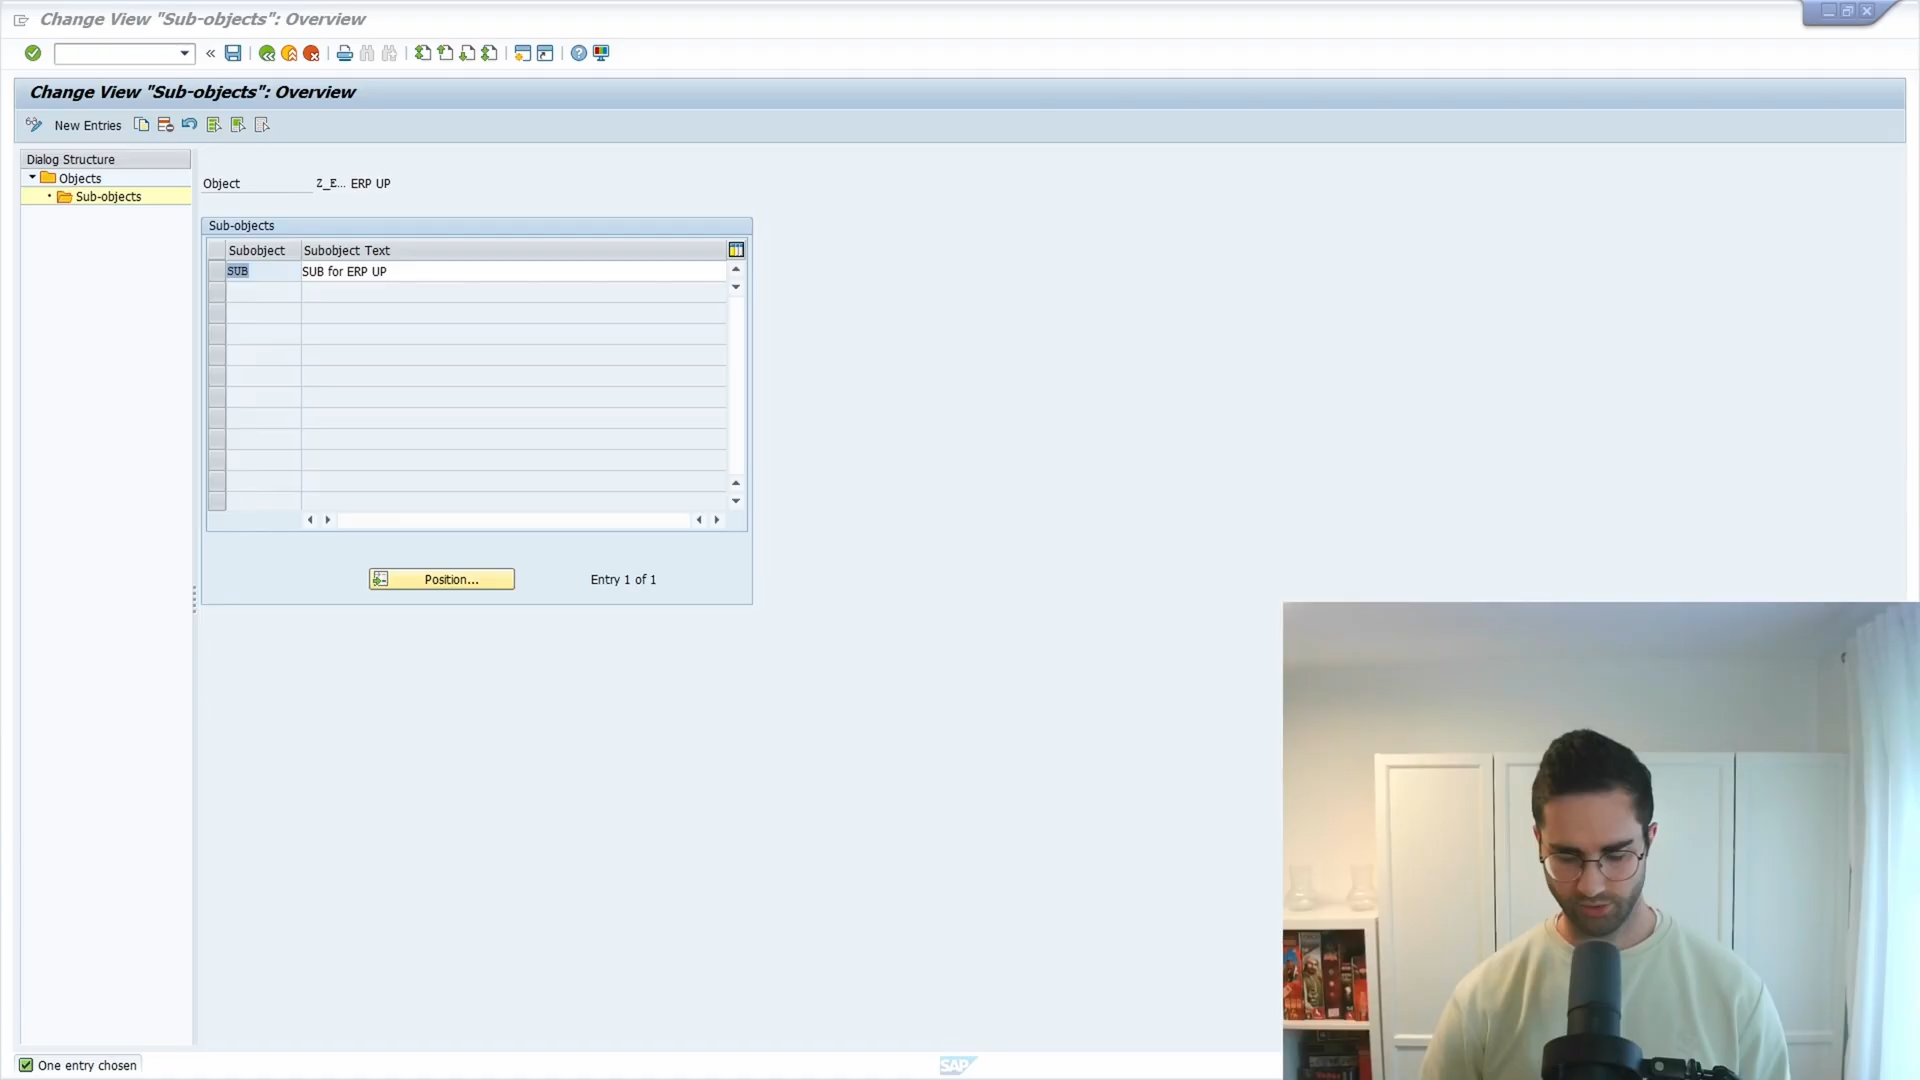 Change View "Sub-objects": Overview
Change View "Sub-objects": Overview
New Entries
Dialog Structure
Objects
Sub-objects
Object Z_E... ERP UP
Sub-objects
Subobject Subobject Text
SUB SUB for ERP UP
Position... Entry 1 of 1
One entry chosen
SAP